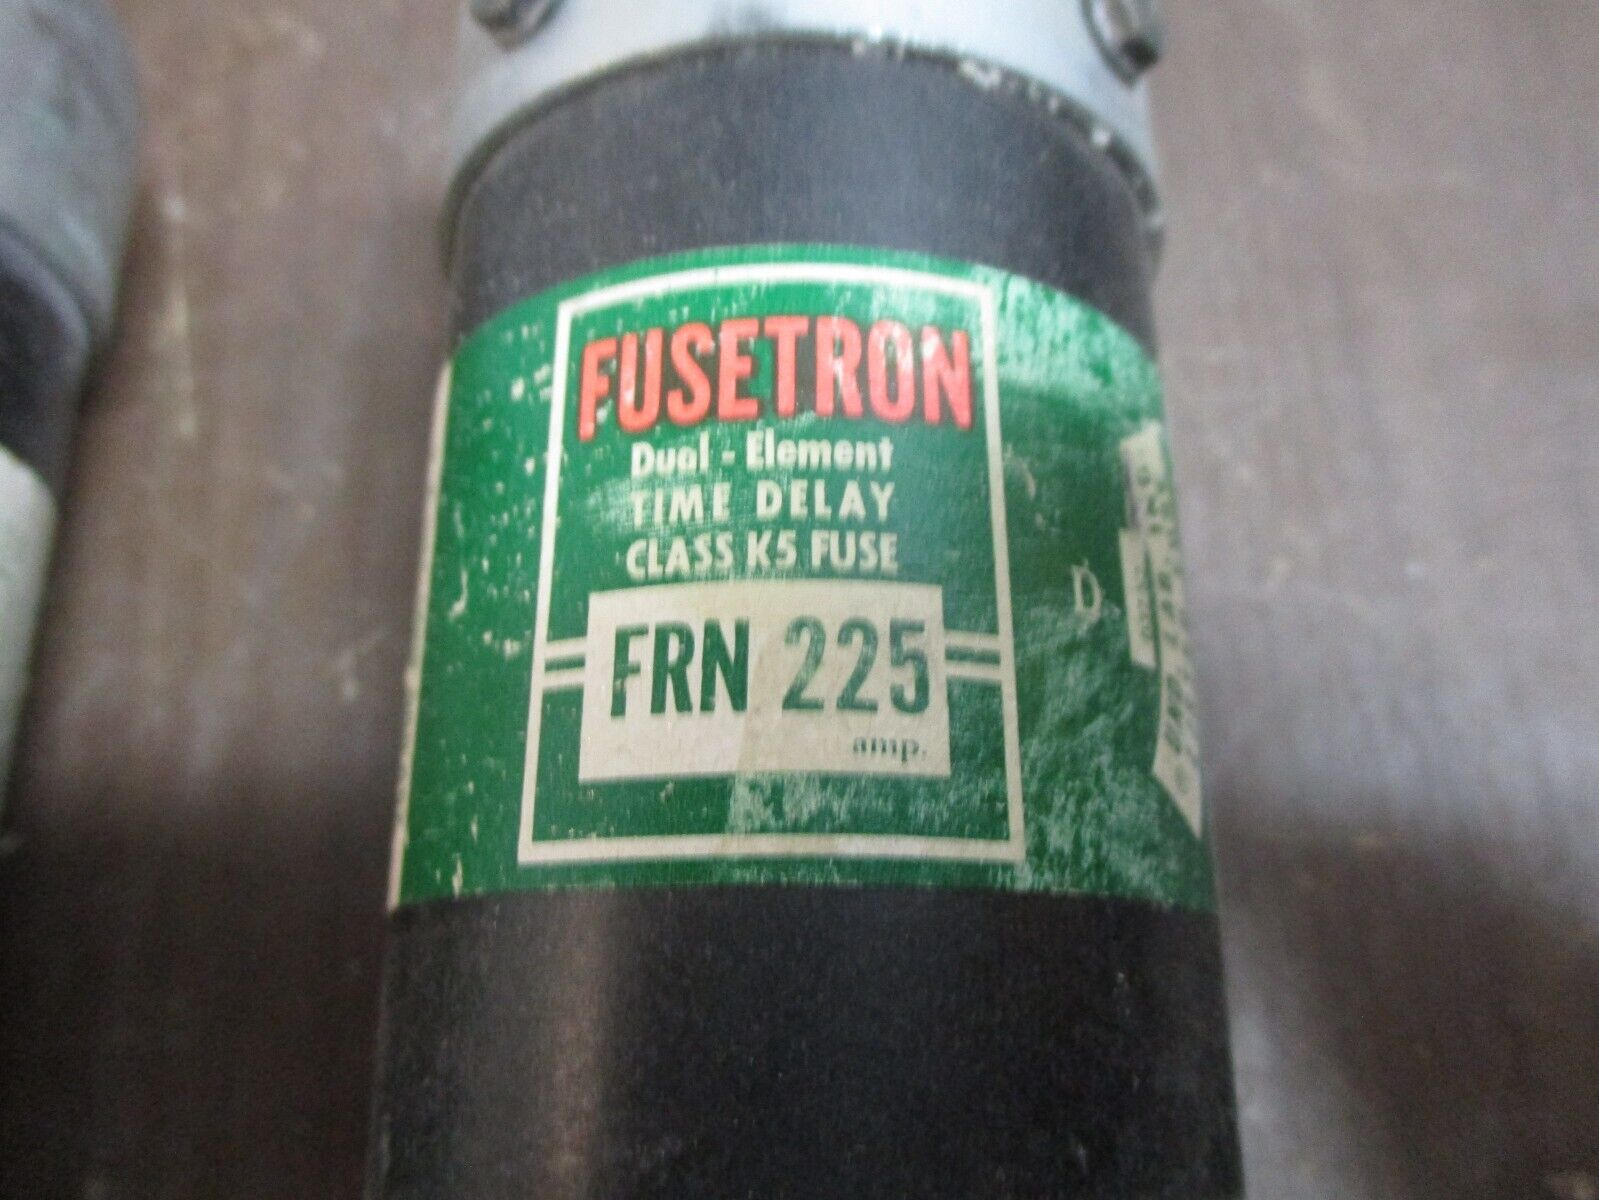 FUSETRON
Dual - Element
TIME DELAY
CLASS K5 FUSE
FRN 225
amp.
D